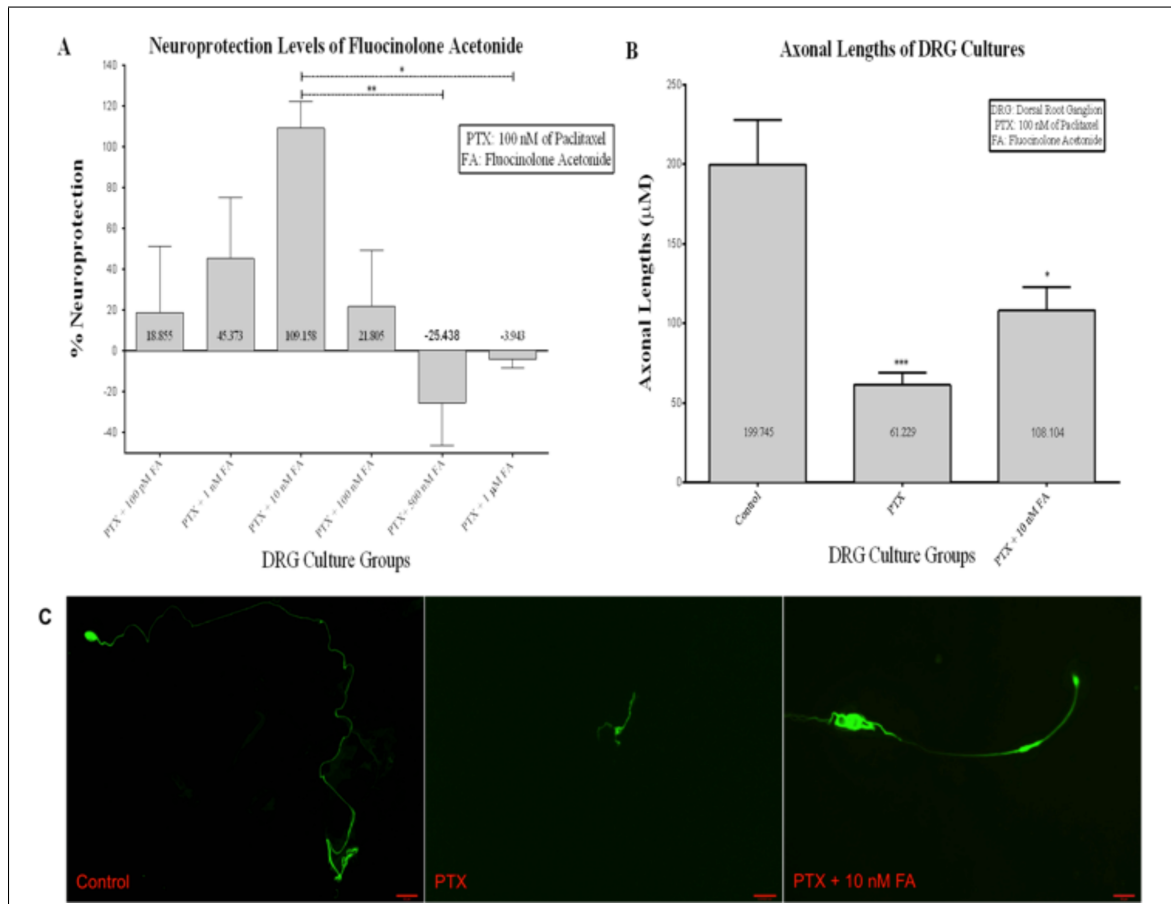 A
Neuroprotection Levels of Fluocinolone Acetonide
% Neuroprotection
140
120
100
80
60
40
20
0
-20
-40
*
**
PTX: 100 nM of Paclitaxel
FA: Fluocinolone Acetonide
18.855
45.373
109.158
21.805
-25.438
-3.943
PTX + 100 pM FA
PTX + 1 nM FA
PTX + 10 nM FA
PTX + 100 nM FA
PTX + 500 nM FA
PTX + 1 µM FA
DRG Culture Groups
B
Axonal Lengths of DRG Cultures
Axonal Lengths (µM)
250
200
150
100
50
0
DRG: Dorsal Root Ganglion
PTX: 100 nM of Paclitaxel
FA: Fluocinolone Acetonide
***
*
199.745
61.229
108.104
Control
PTX
PTX + 10 nM FA
DRG Culture Groups
C
Control
PTX
PTX + 10 nM FA